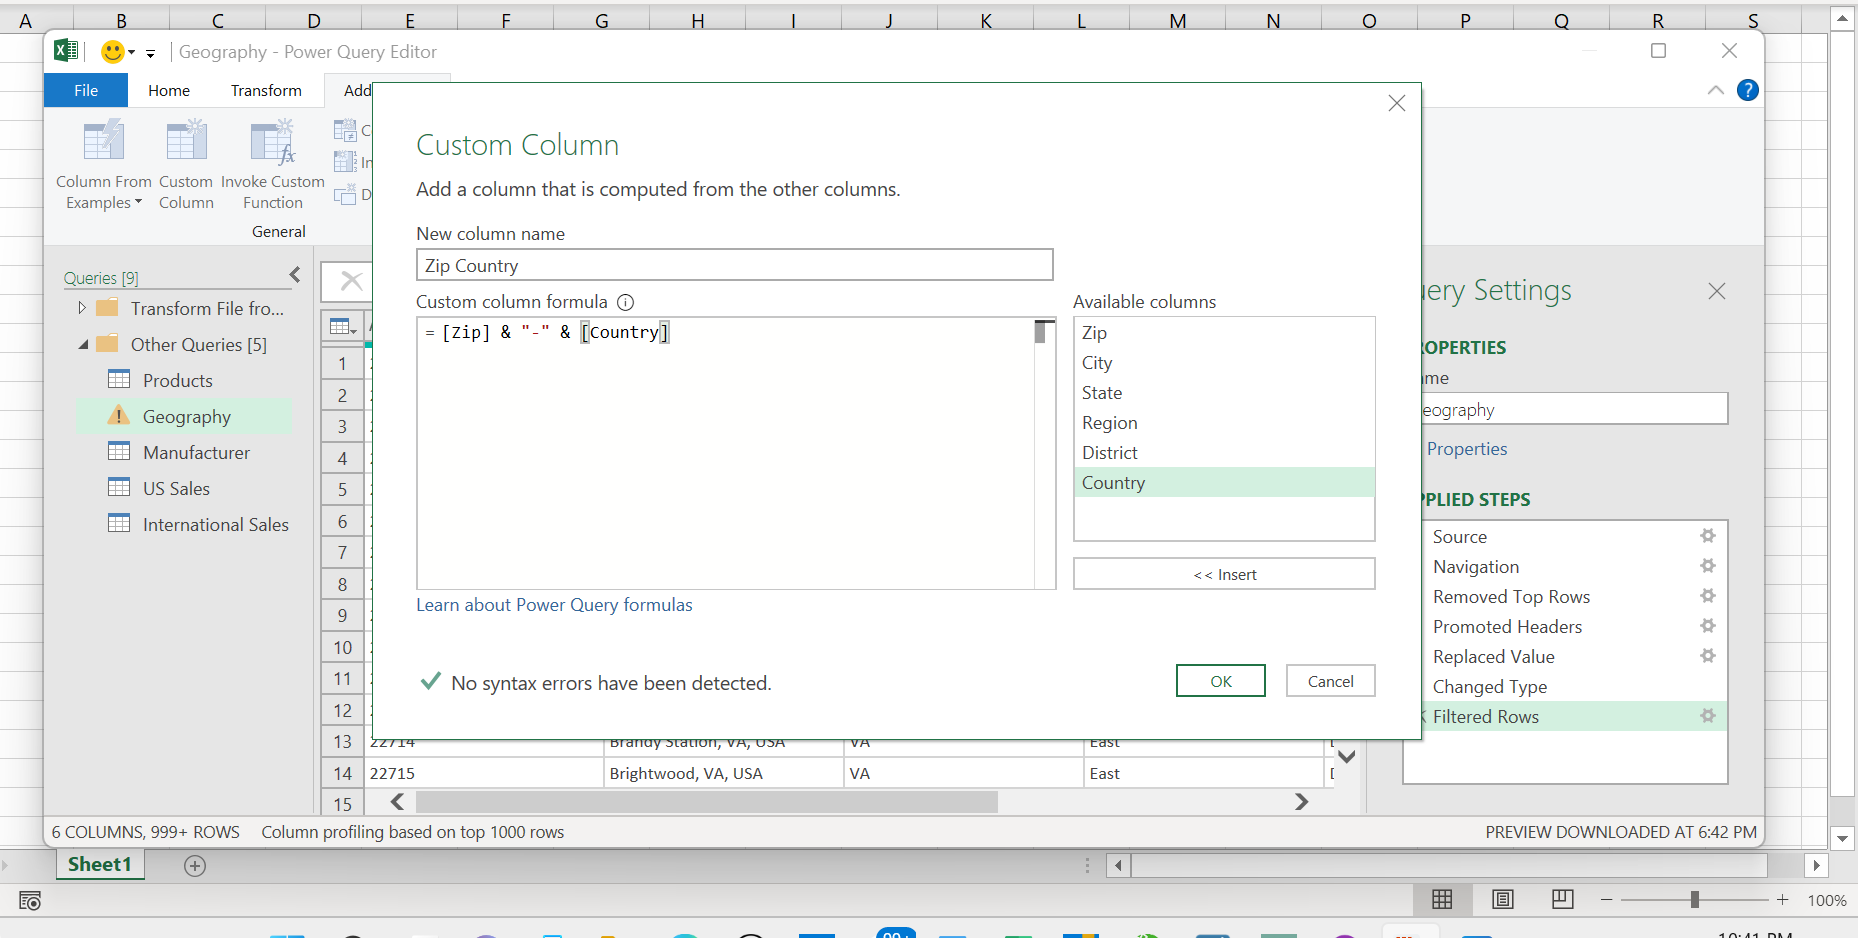 A B C D E F G H I J K L M N O P Q R S
Geography - Power Query Editor
File Home Transform Add
?
Column From Examples
Custom Column
Invoke Custom Function
General
Custom Column
Add a column that is computed from the other columns.
New column name
Zip Country
Custom column formula
= [Zip] & "-" & [Country]
Available columns
Zip
City
State
Region
District
Country
<< Insert
Learn about Power Query formulas
No syntax errors have been detected.
OK
Cancel
Queries [9]
Transform File fro...
Other Queries [5]
Products
Geography
Manufacturer
US Sales
International Sales
1
2
3
4
5
6
7
8
9
10
11
12
13 22714 Brandy Station, VA, USA VA East
14 22715 Brightwood, VA, USA VA East
15
uery Settings
ROPERTIES
me
eography
Properties
PPLIED STEPS
Source
Navigation
Removed Top Rows
Promoted Headers
Replaced Value
Changed Type
Filtered Rows
6 COLUMNS, 999+ ROWS Column profiling based on top 1000 rows
PREVIEW DOWNLOADED AT 6:42 PM
Sheet1
100%
99+
10:41 PM